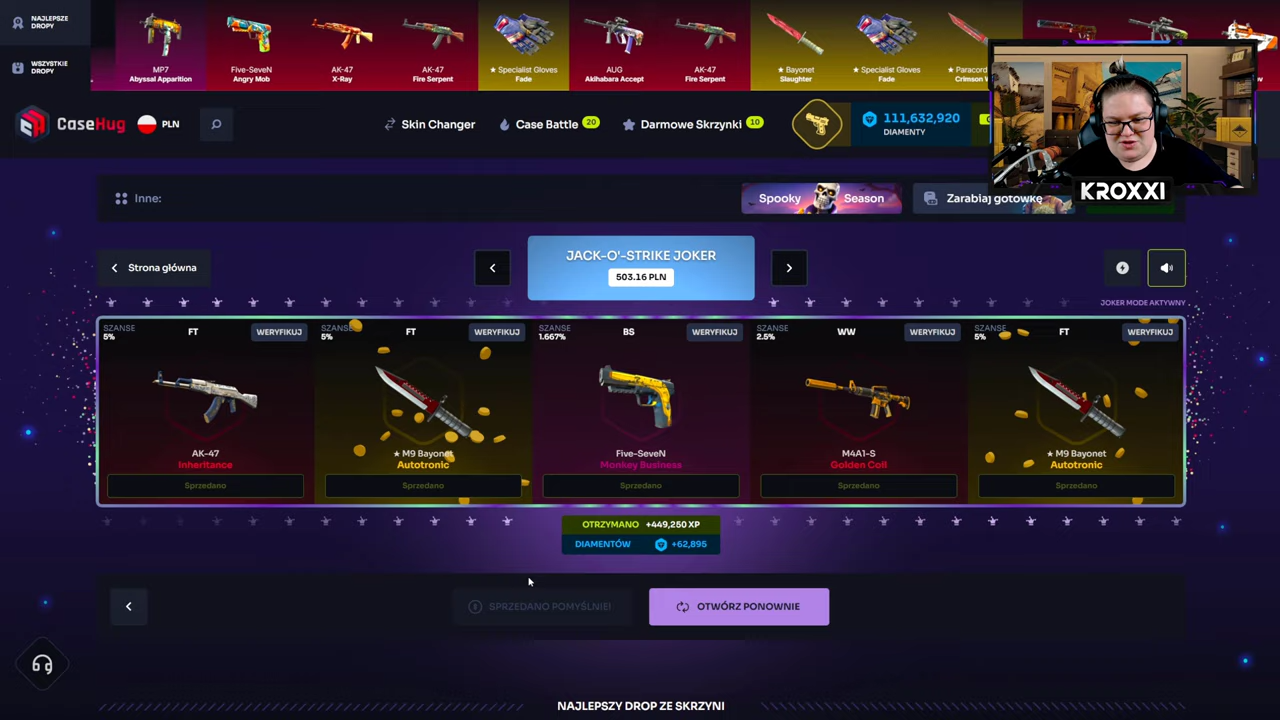 NAJLEPSZE
DROPY
WSZYSTKIE
DROPY
MP7
Abyssal Apparition
Five-SeveN
Angry Mob
AK-47
X-Ray
AK-47
Fire Serpent
★ Specialist Gloves
Fade
AUG
Akihabara Accept
AK-47
Fire Serpent
★ Bayonet
Slaughter
★ Specialist Gloves
Fade
★ Paracord
Crimson W
CaseHug
PLN
Skin Changer
Case Battle 20
Darmowe Skrzynki 10
111,632,920
DIAMENTY
KROXXI
Inne:
Spooky Season
Zarabiaj gotówkę
Strona główna
JACK-O'-STRIKE JOKER
503.16 PLN
JOKER MODE AKTYWNY
SZANSE
5%
FT
WERYFIKUJ
AK-47
Inheritance
Sprzedano
SZANSE
5%
FT
WERYFIKUJ
★ M9 Bayonet
Autotronic
Sprzedano
SZANSE
1.667%
BS
WERYFIKUJ
Five-SeveN
Monkey Business
Sprzedano
SZANSE
2.5%
WW
WERYFIKUJ
M4A1-S
Golden Coil
Sprzedano
SZANSE
5%
FT
WERYFIKUJ
★ M9 Bayonet
Autotronic
Sprzedano
OTRZYMANO +449,250 XP
DIAMENTÓW +62,895
SPRZEDANO POMYŚLNIE!
OTWÓRZ PONOWNIE
NAJLEPSZY DROP ZE SKRZYNI